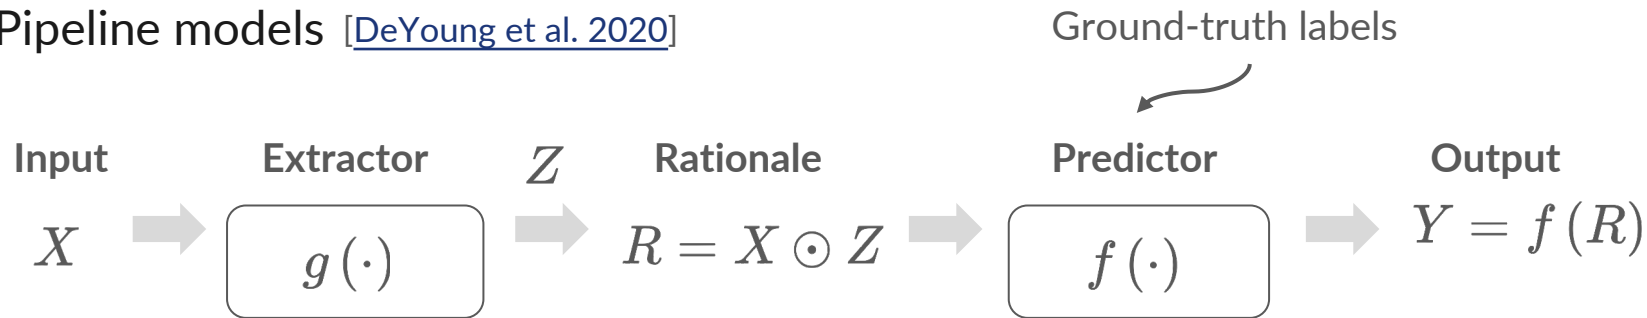 Pipeline models [DeYoung et al. 2020]
Ground-truth labels
Input
Extractor
Z
Rationale
Predictor
Output
X
g (·)
R = X ⊙ Z
f (·)
Y = f (R)